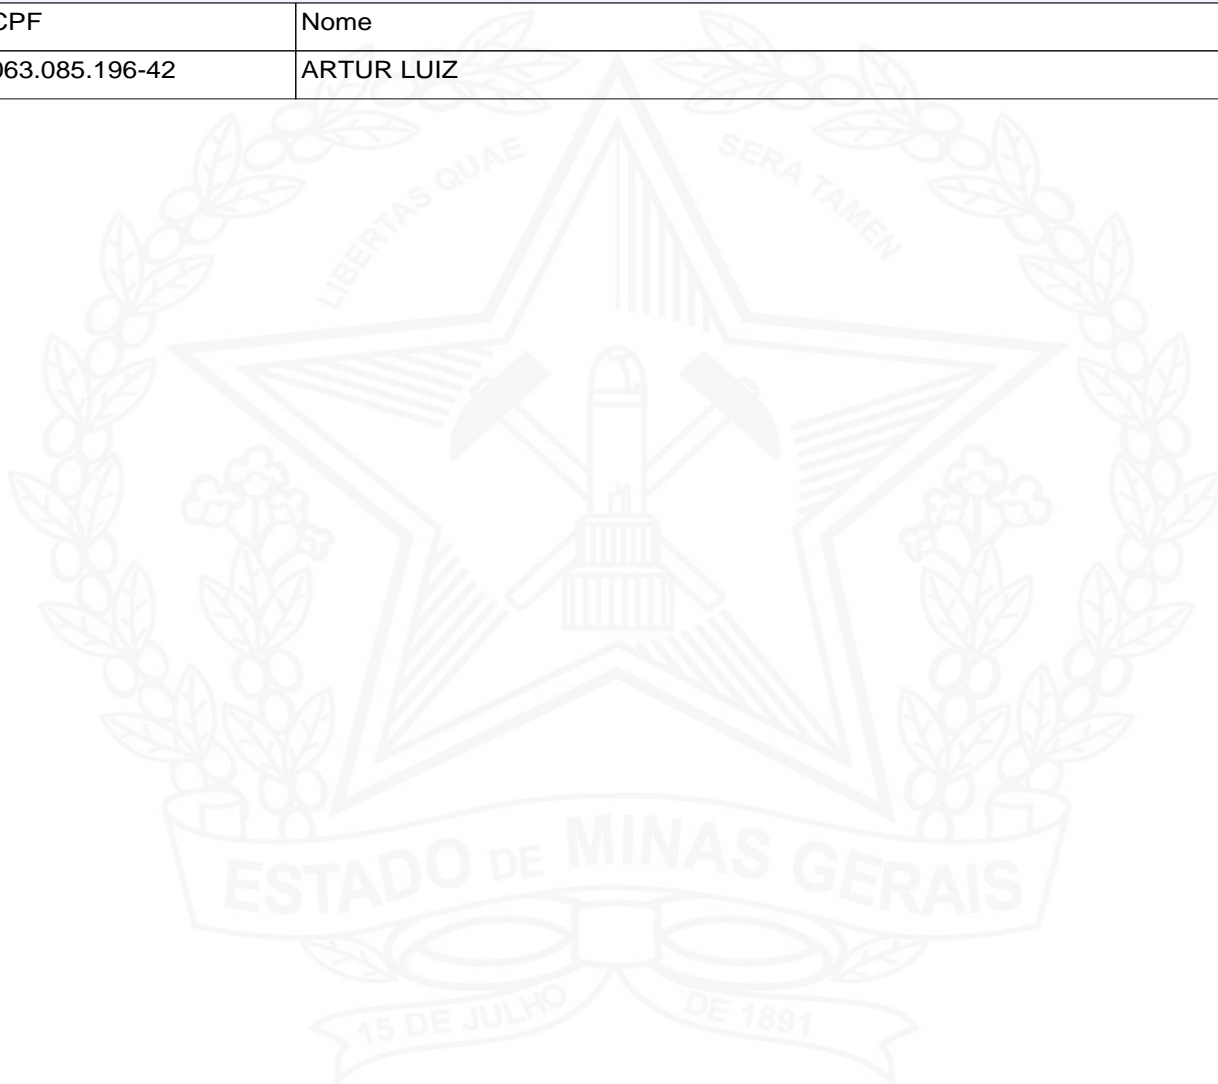 CPF Nome
063.085.196-42 ARTUR LUIZ
LIBERTAS QUAE SERA TAMEN
ESTADO DE MINAS GERAIS
15 DE JULHO DE 1891